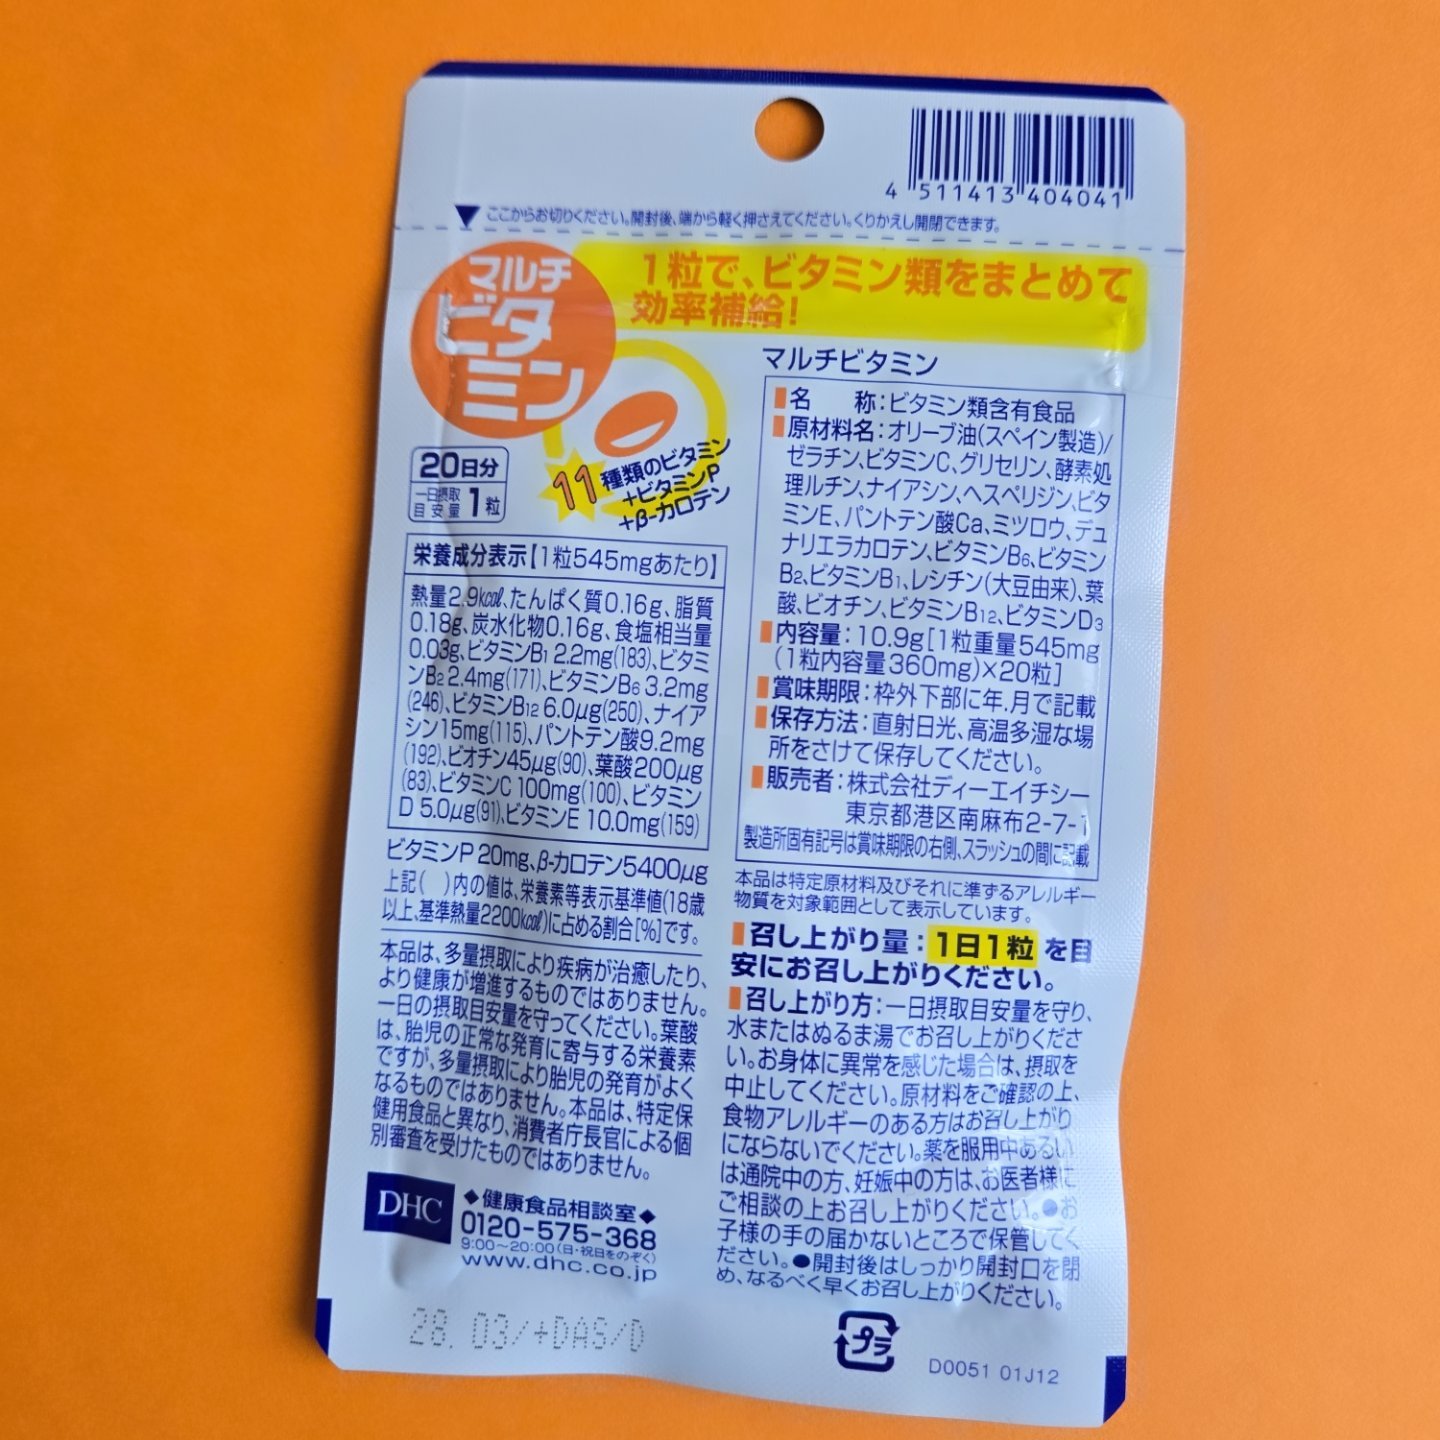 4 511413 404041
ここからお切りください。開封後、端から軽く押さえてください。くりかえし開閉できます。
マルチ
ビタ
ミン
1粒で、ビタミン類をまとめて
効率補給!
11種類のビタミン
+ビタミンP
+β-カロテン
20日分
一日摂取
目安量 1粒
栄養成分表示【1粒545mgあたり】
熱量2.9kcal、たんぱく質0.16g、脂質
0.18g、炭水化物0.16g、食塩相当量
0.03g、ビタミンB1 2.2mg(183)、ビタミ
ンB2 2.4mg(171)、ビタミンB6 3.2mg
(246)、ビタミンB12 6.0μg(250)、ナイア
シン15mg(115)、パントテン酸9.2mg
(192)、ビオチン45μg(90)、葉酸200μg
(83)、ビタミンC 100mg(100)、ビタミン
D 5.0μg(91)、ビタミンE 10.0mg(159)
ビタミンP 20mg、β-カロテン5400μg
上記( )内の値は、栄養素等表示基準値(18歳
以上、基準熱量2200kcal)に占める割合[%]です。
本品は、多量摂取により疾病が治癒したり、
より健康が増進するものではありません。
一日の摂取目安量を守ってください。葉酸
は、胎児の正常な発育に寄与する栄養素
ですが、多量摂取により胎児の発育がよく
なるものではありません。本品は、特定保
健用食品と異なり、消費者庁長官による個
別審査を受けたものではありません。
DHC
◆健康食品相談室◆
0120-575-368
9:00~20:00(日・祝日をのぞく)
www.dhc.co.jp
28. 03/+DAS/D
マルチビタミン
名 称:ビタミン類含有食品
原材料名:オリーブ油(スペイン製造)/
ゼラチン、ビタミンC、グリセリン、酵素処
理ルチン、ナイアシン、ヘスペリジン、ビタ
ミンE、パントテン酸Ca、ミツロウ、デュ
ナリエラカロテン、ビタミンB6、ビタミン
B2、ビタミンB1、レシチン(大豆由来)、葉
酸、ビオチン、ビタミンB12、ビタミンD3
内容量:10.9g[1粒重量545mg
(1粒内容量360mg)×20粒]
賞味期限:枠外下部に年.月で記載
保存方法:直射日光、高温多湿な場
所をさけて保存してください。
販売者:株式会社ディーエイチシー
東京都港区南麻布2-7-1
製造所固有記号は賞味期限の右側、スラッシュの間に記載
本品は特定原材料及びそれに準ずるアレルギー
物質を対象範囲として表示しています。
召し上がり量:1日1粒を目
安にお召し上がりください。
召し上がり方:一日摂取目安量を守り、
水またはぬるま湯でお召し上がりくださ
い。お身体に異常を感じた場合は、摂取を
中止してください。原材料をご確認の上、
食物アレルギーのある方はお召し上がり
にならないでください。薬を服用中あるい
は通院中の方、妊娠中の方は、お医者様に
ご相談の上お召し上がりください。●お
子様の手の届かないところで保管してく
ださい。●開封後はしっかり開封口を閉
め、なるべく早くお召し上がりください。
プラ
D0051 01J12